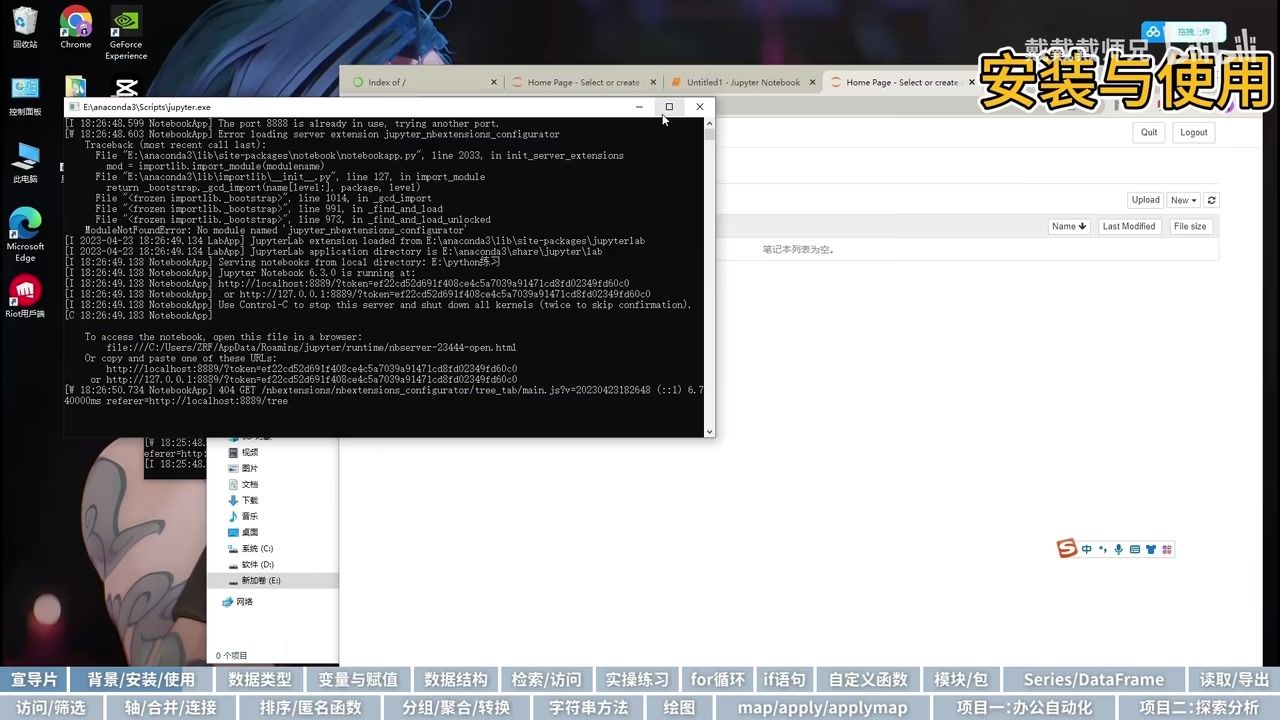 回收站
Chrome
GeForce
Experience
控制面板
此电脑
Microsoft
Edge
Riot用户端
拖拽上传
戴戴戴师兄
bilibili
安装与使用
Index of /
Home Page - Select or create
Untitled1 - Jupyter Notebook
Home Page - Select or create
Quit
Logout
Upload
New
Name
Last Modified
File size
笔记本列表为空。
E:\anaconda3\Scripts\jupyter.exe
[I 18:26:48.599 NotebookApp] The port 8888 is already in use, trying another port.
[W 18:26:48.603 NotebookApp] Error loading server extension jupyter_nbextensions_configurator
Traceback (most recent call last):
File "E:\anaconda3\lib\site-packages\notebook\notebookapp.py", line 2033, in init_server_extensions
mod = importlib.import_module(modulename)
File "E:\anaconda3\lib\importlib\__init__.py", line 127, in import_module
return _bootstrap._gcd_import(name[level:], package, level)
File "<frozen importlib._bootstrap>", line 1014, in _gcd_import
File "<frozen importlib._bootstrap>", line 991, in _find_and_load
File "<frozen importlib._bootstrap>", line 973, in _find_and_load_unlocked
ModuleNotFoundError: No module named 'jupyter_nbextensions_configurator'
[I 2023-04-23 18:26:49.134 LabApp] JupyterLab extension loaded from E:\anaconda3\lib\site-packages\jupyterlab
[I 2023-04-23 18:26:49.134 LabApp] JupyterLab application directory is E:\anaconda3\share\jupyter\lab
[I 18:26:49.138 NotebookApp] Serving notebooks from local directory: E:\python练习
[I 18:26:49.138 NotebookApp] Jupyter Notebook 6.3.0 is running at:
[I 18:26:49.138 NotebookApp] http://localhost:8889/?token=ef22cd52d691f408ce4c5a7039a91471cd8fd02349fd60c0
[I 18:26:49.138 NotebookApp]  or http://127.0.0.1:8889/?token=ef22cd52d691f408ce4c5a7039a91471cd8fd02349fd60c0
[I 18:26:49.138 NotebookApp] Use Control-C to stop this server and shut down all kernels (twice to skip confirmation).
[C 18:26:49.183 NotebookApp]
To access the notebook, open this file in a browser:
file:///C:/Users/ZRF/AppData/Roaming/jupyter/runtime/nbserver-23444-open.html
Or copy and paste one of these URLs:
http://localhost:8889/?token=ef22cd52d691f408ce4c5a7039a91471cd8fd02349fd60c0
or http://127.0.0.1:8889/?token=ef22cd52d691f408ce4c5a7039a91471cd8fd02349fd60c0
[W 18:26:50.734 NotebookApp] 404 GET /nbextensions/nbextensions_configurator/tree_tab/main.js?v=20230423182648 (::1) 6.7
40000ms referer=http://localhost:8889/tree
[W 18:25:48.
eferer=http:
[I 18:25:48.
视频
图片
文档
下载
音乐
桌面
系统 (C:)
软件 (D:)
新加卷 (E:)
网络
0 个项目
中
宣导片 背景/安装/使用 数据类型 变量与赋值 数据结构 检索/访问 实操练习 for循环 if语句 自定义函数 模块/包 Series/DataFrame 读取/导出
访问/筛选 轴/合并/连接 排序/匿名函数 分组/聚合/转换 字符串方法 绘图 map/apply/applymap 项目一:办公自动化 项目二:探索分析